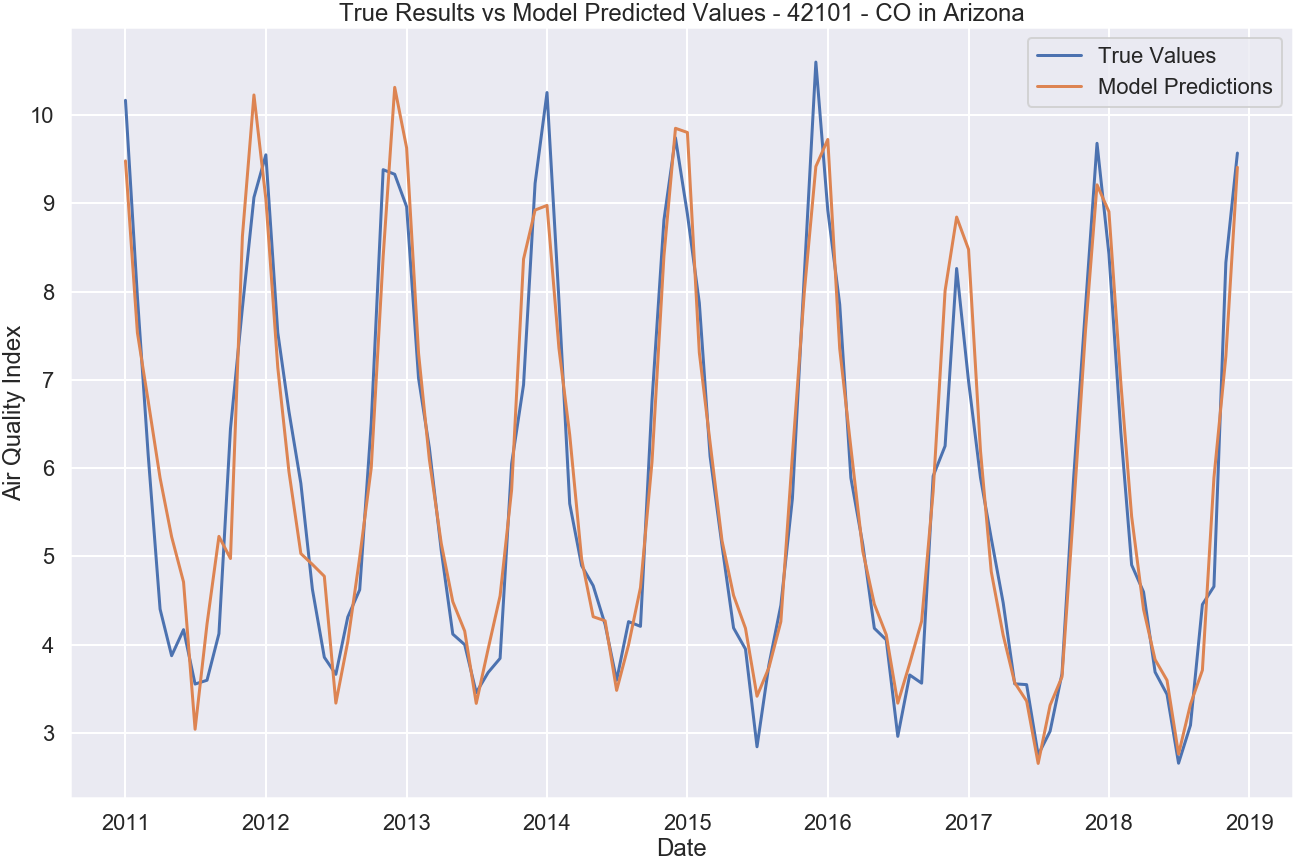 True Results vs Model Predicted Values - 42101 - CO in Arizona
True Values
Model Predictions
Air Quality Index
10
9
8
7
6
5
4
3
2011 2012 2013 2014 2015 2016 2017 2018 2019
Date